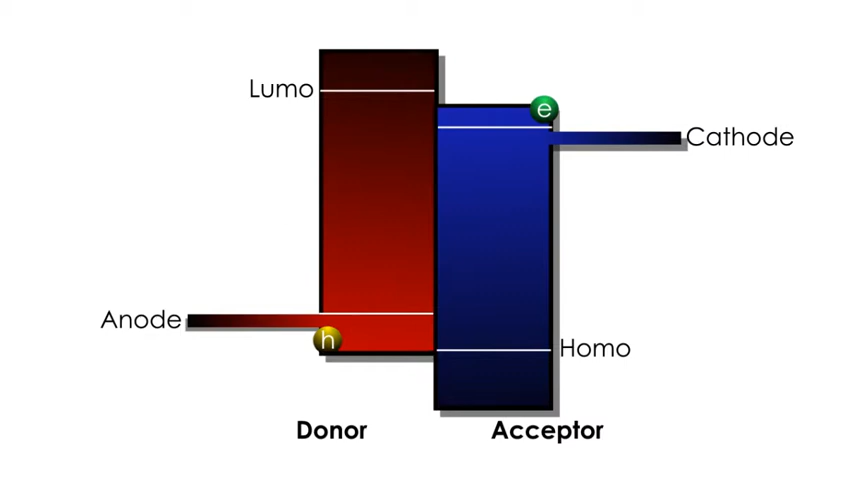 Lumo
e
Cathode
Anode
h
Homo
Donor
Acceptor